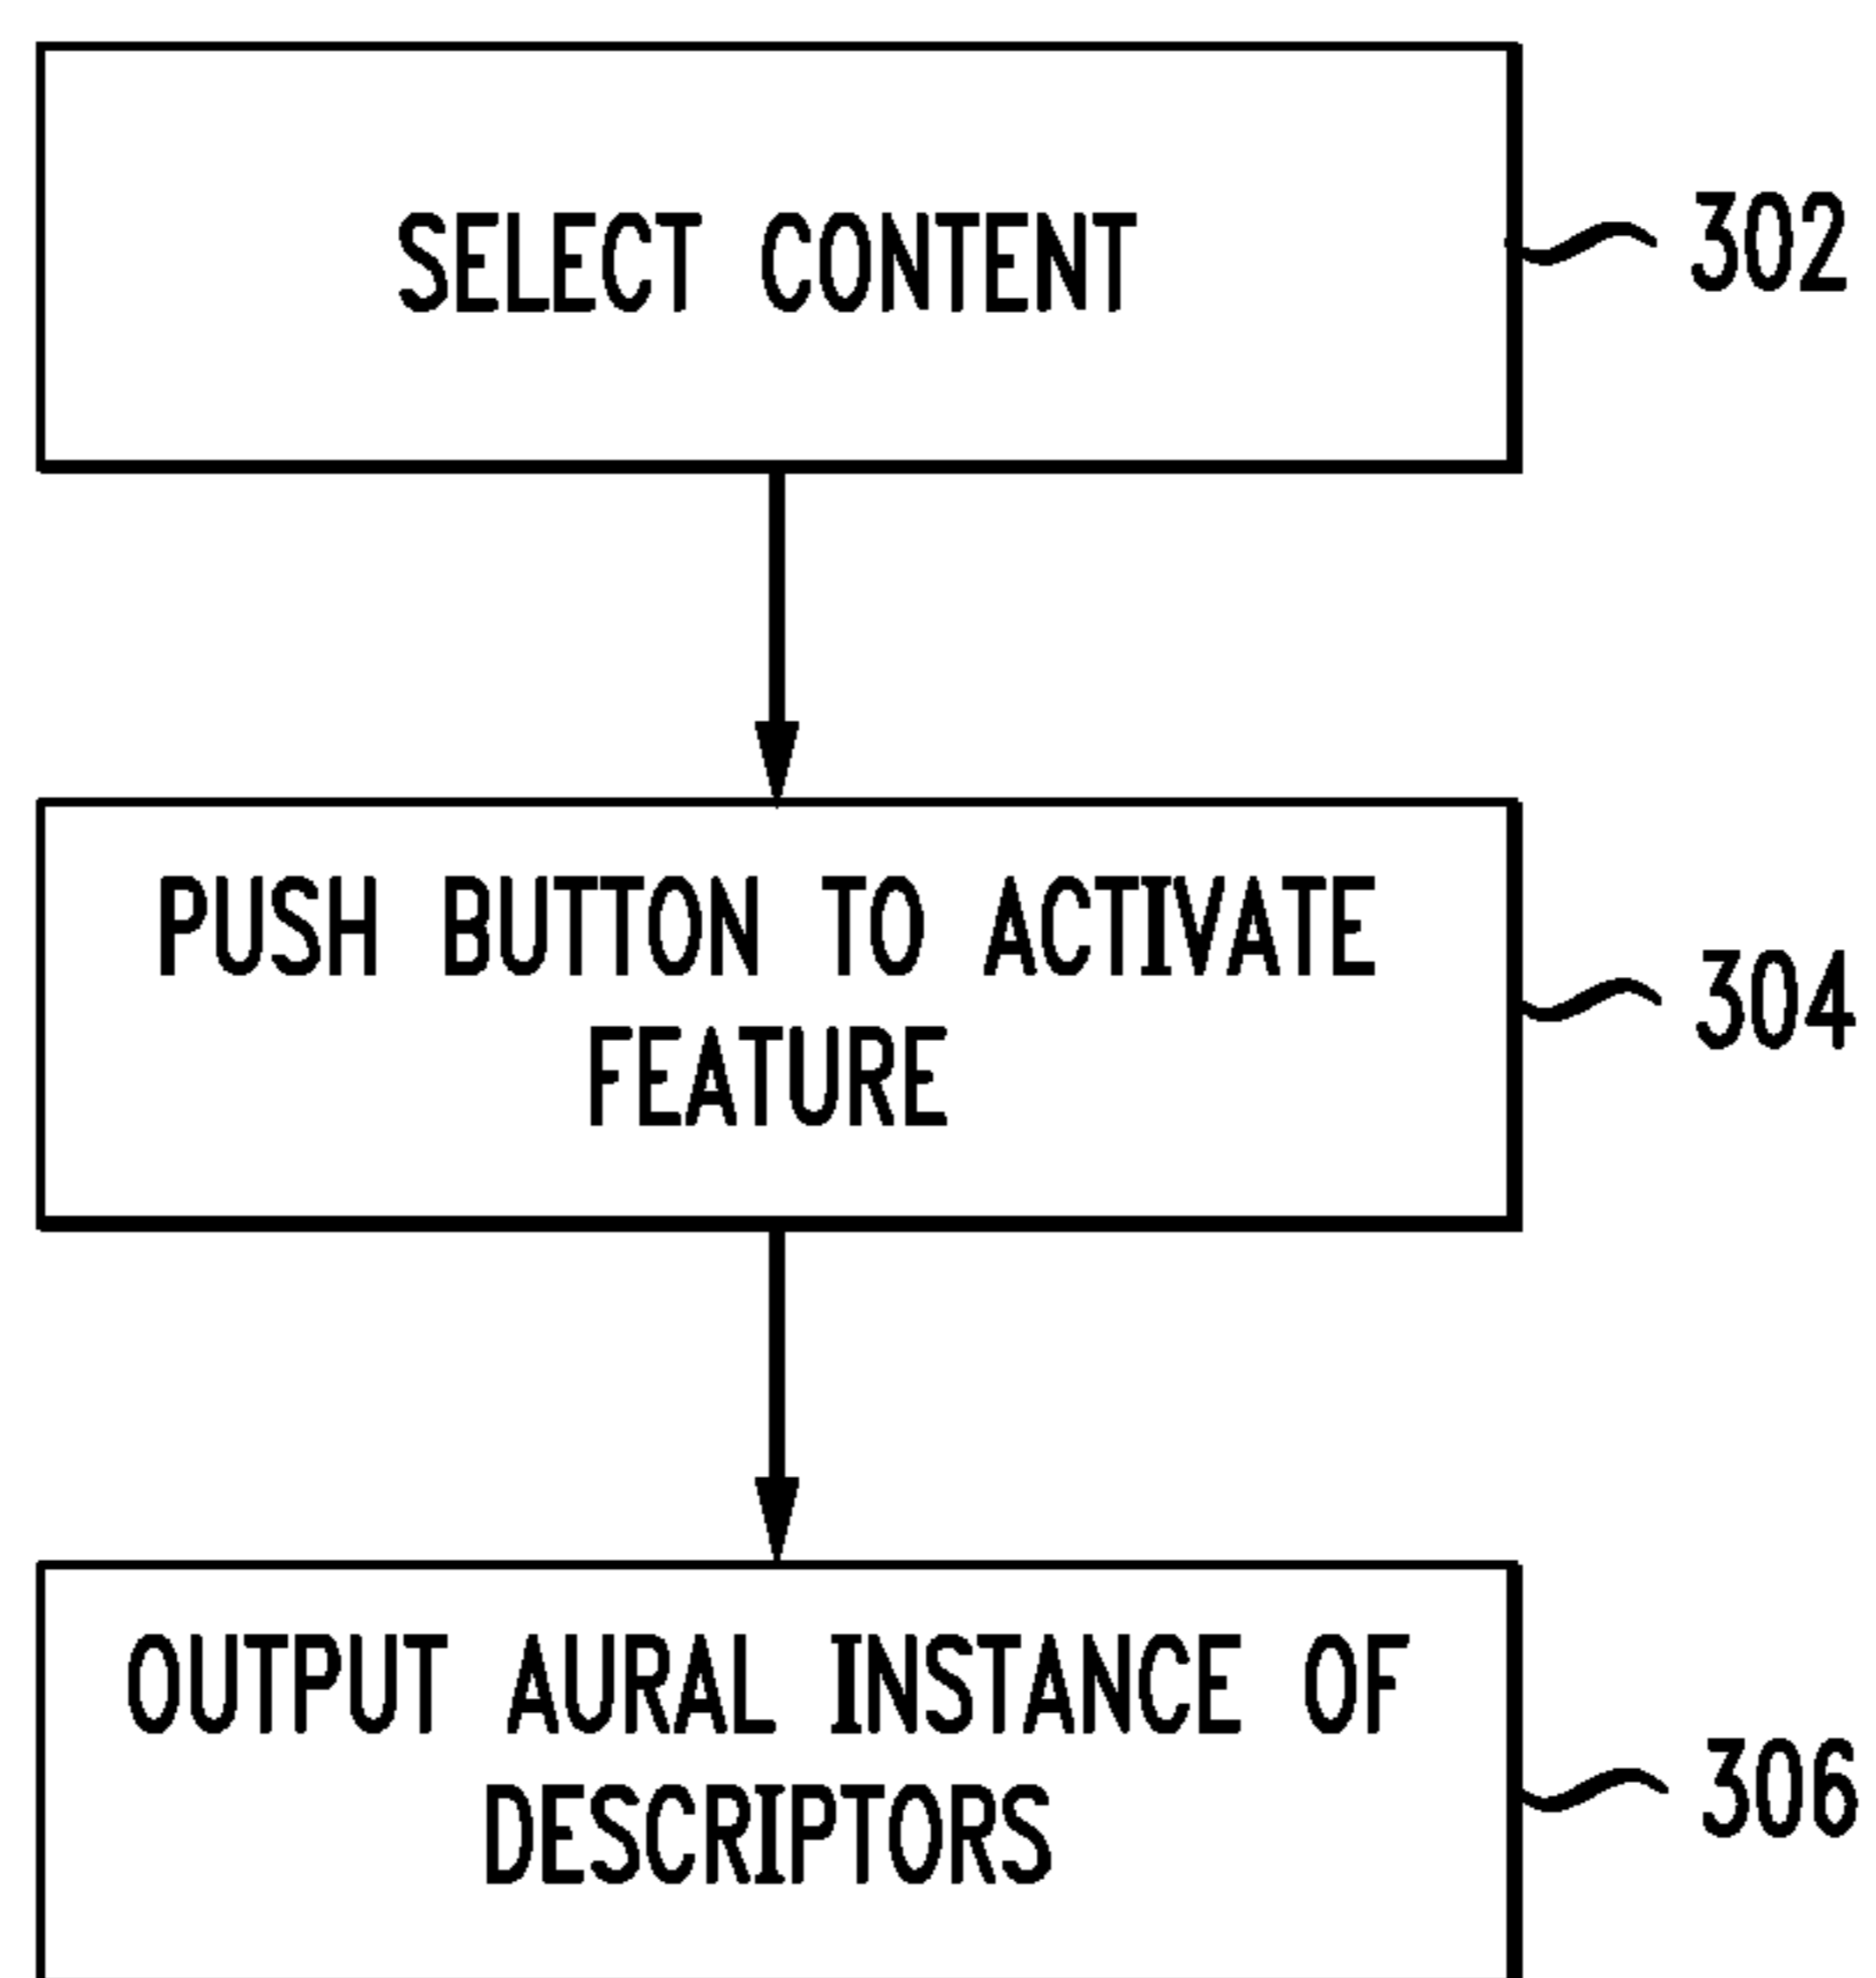 SELECT CONTENT
302
PUSH BUTTON TO ACTIVATE
FEATURE
304
OUTPUT AURAL INSTANCE OF
DESCRIPTORS
306